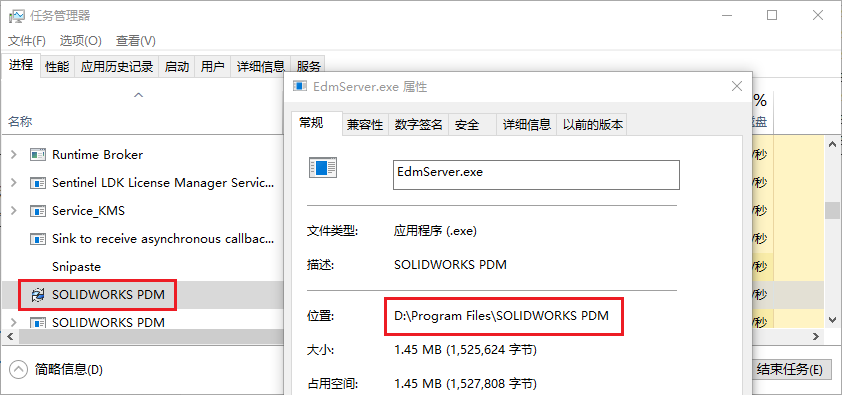 任务管理器
文件(F) 选项(O) 查看(V)
进程 性能 应用历史记录 启动 用户 详细信息 服务
EdmServer.exe 属性
常规 兼容性 数字签名 安全 详细信息 以前的版本
%
名称
Runtime Broker
Sentinel LDK License Manager Servic...
Service_KMS
Sink to receive asynchronous callbac...
Snipaste
SOLIDWORKS PDM
SOLIDWORKS PDM
EdmServer.exe
文件类型: 应用程序 (.exe)
描述: SOLIDWORKS PDM
位置: D:\Program Files\SOLIDWORKS PDM
大小: 1.45 MB (1,525,624 字节)
占用空间: 1.45 MB (1,527,808 字节)
/秒
/秒
/秒
/秒
/秒
/秒
/秒
简略信息(D)
结束任务(E)